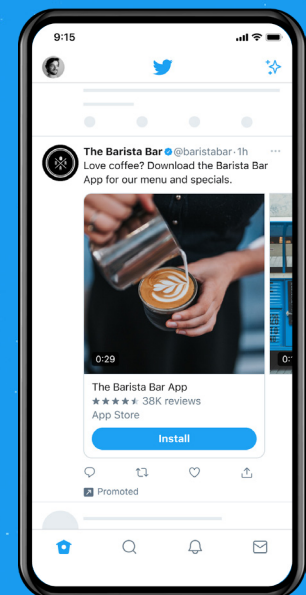 9:15
The Barista Bar @baristabar·1h
Love coffee? Download the Barista Bar
App for our menu and specials.
0:29
The Barista Bar App
38K reviews
App Store
Install
Promoted